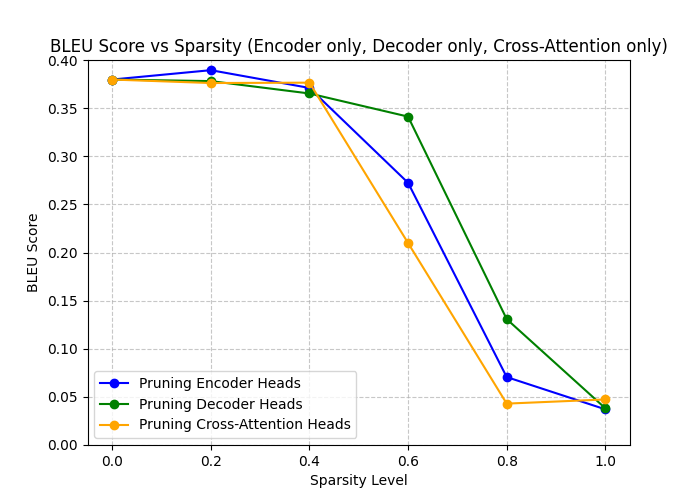 BLEU Score vs Sparsity (Encoder only, Decoder only, Cross-Attention only)
0.40
0.35
0.30
0.25
0.20
0.15
0.10
0.05
0.00
BLEU Score
Pruning Encoder Heads
Pruning Decoder Heads
Pruning Cross-Attention Heads
0.0 0.2 0.4 0.6 0.8 1.0
Sparsity Level